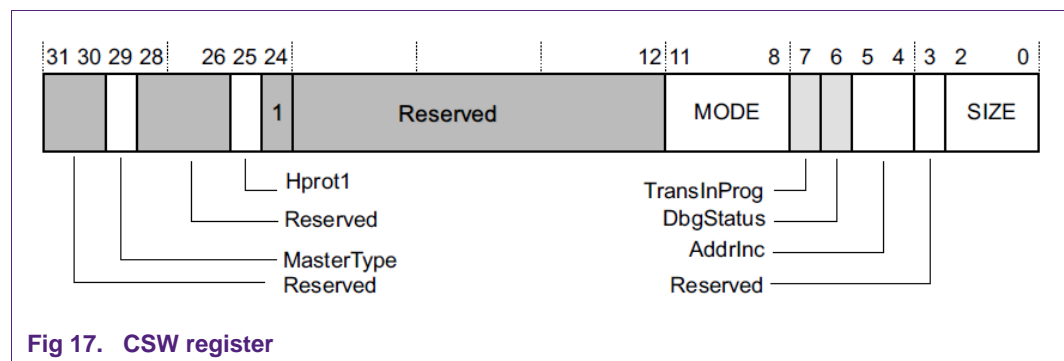 31 30 29 28 26 25 24 12 11 8 7 6 5 4 3 2 0
1 Reserved MODE SIZE
Hprot1 TransInProg
Reserved DbgStatus
MasterType AddrInc
Reserved Reserved
Fig 17. CSW register